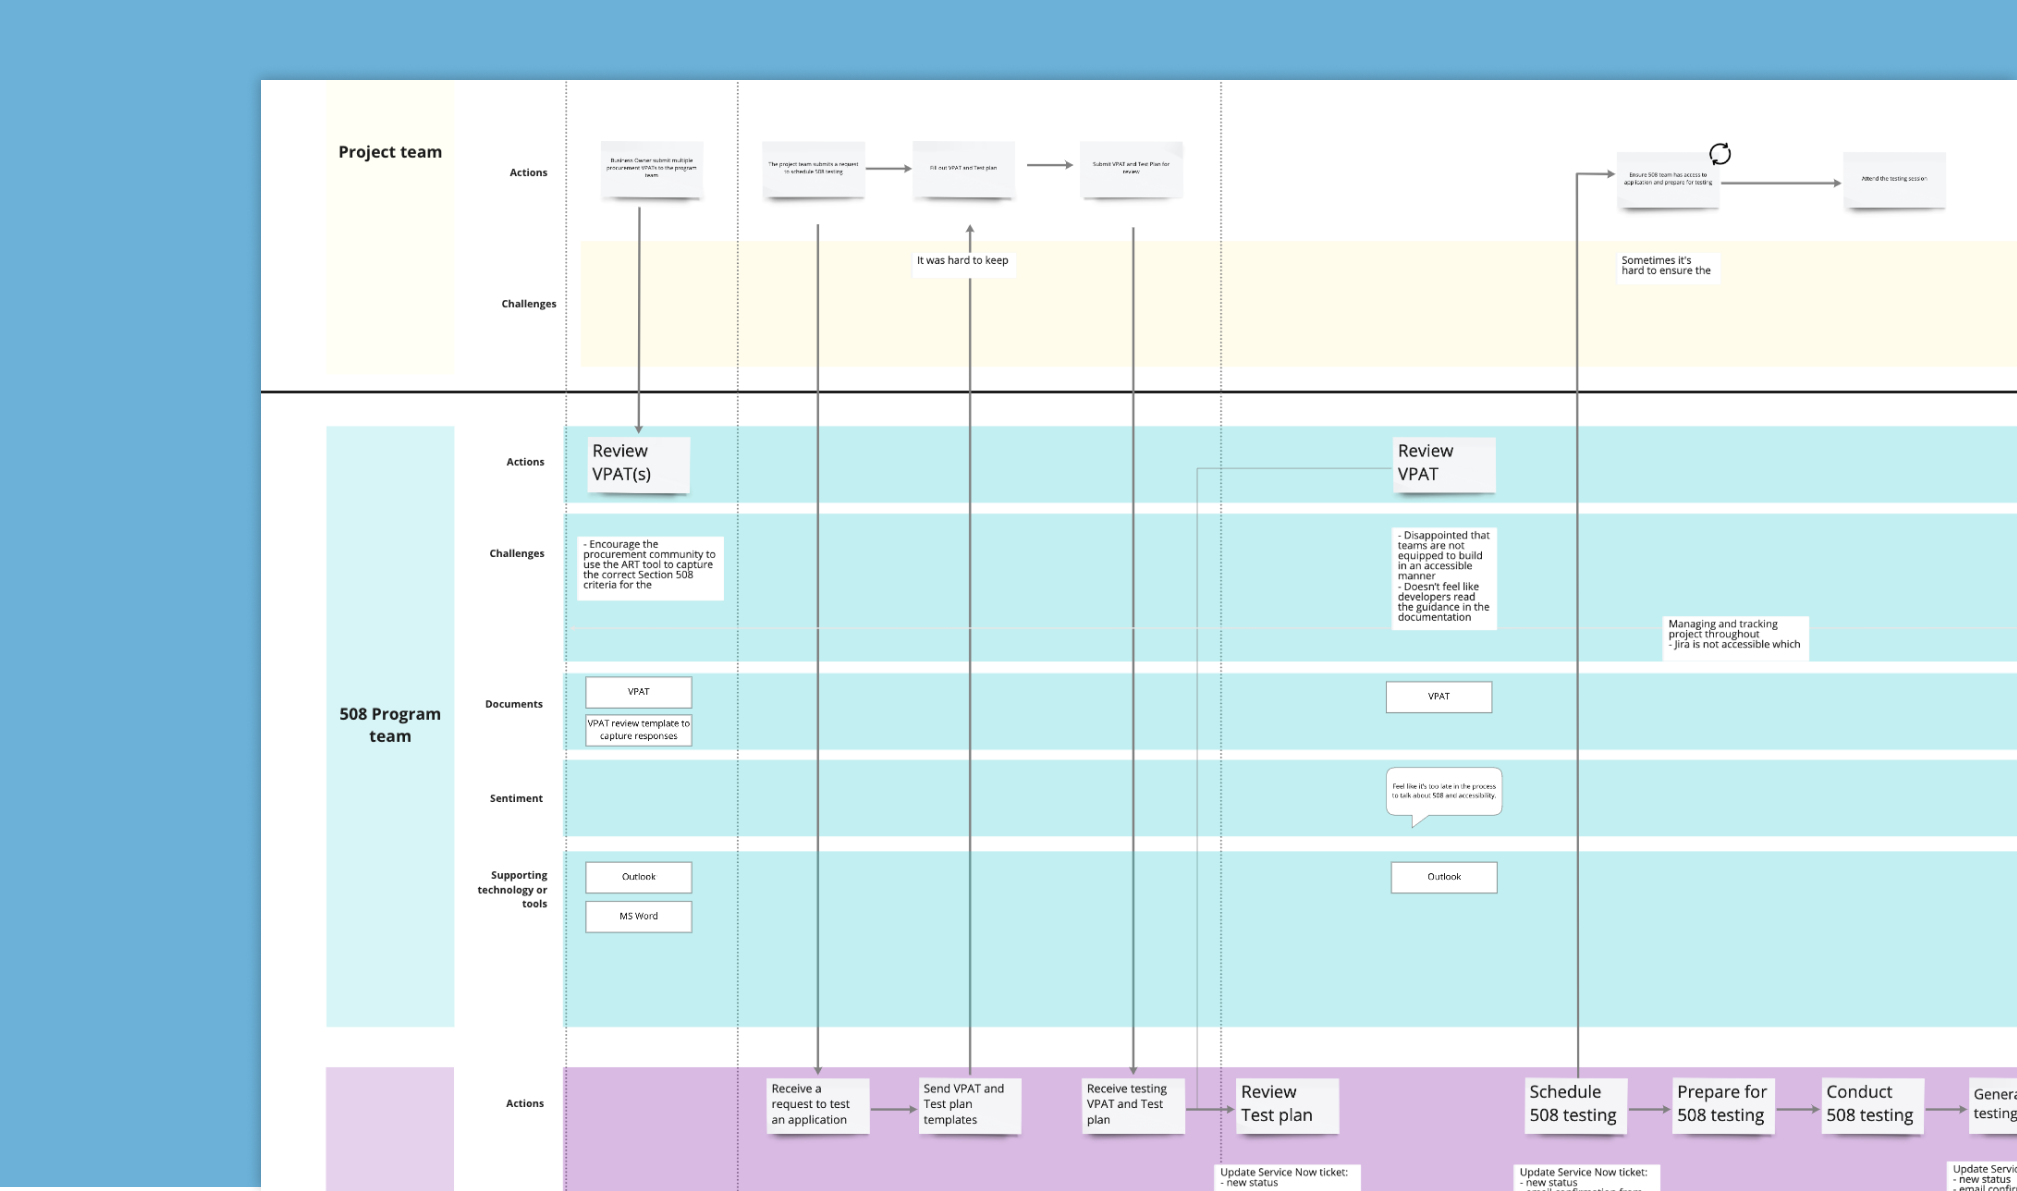 Project team
Actions
Business Owner submit multiple
procurement VPATs to the program
team
The project team submits a request
to schedule 508 testing
Fill out VPAT and Test plan
Submit VPAT and Test Plan for
review
Ensure 508 team has access to
application and prepare for testing
Attend the testing session
Challenges
It was hard to keep
Sometimes it's
hard to ensure the
508 Program
team
Actions
Review
VPAT(s)
Review
VPAT
Challenges
- Encourage the
procurement community to
use the ART tool to capture
the correct Section 508
criteria for the
- Disappointed that
teams are not
equipped to build
in an accessible
manner
- Doesn't feel like
developers read
the guidance in the
documentation
Managing and tracking
project throughout
- Jira is not accessible which
Documents
VPAT
VPAT review template to
capture responses
VPAT
Sentiment
Feel like it's too late in the process
to talk about 508 and accessibility.
Supporting
technology or
tools
Outlook
MS Word
Outlook
Actions
Receive a
request to test
an application
Send VPAT and
Test plan
templates
Receive testing
VPAT and Test
plan
Review
Test plan
Schedule
508 testing
Prepare for
508 testing
Conduct
508 testing
Genera
testing
Update Service Now ticket:
- new status
Update Service Now ticket:
- new status
Update Servic
- new status